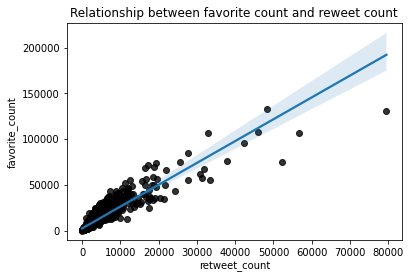 Relationship between favorite count and reweet count
favorite_count
200000
150000
100000
50000
0
0 10000 20000 30000 40000 50000 60000 70000 80000
retweet_count